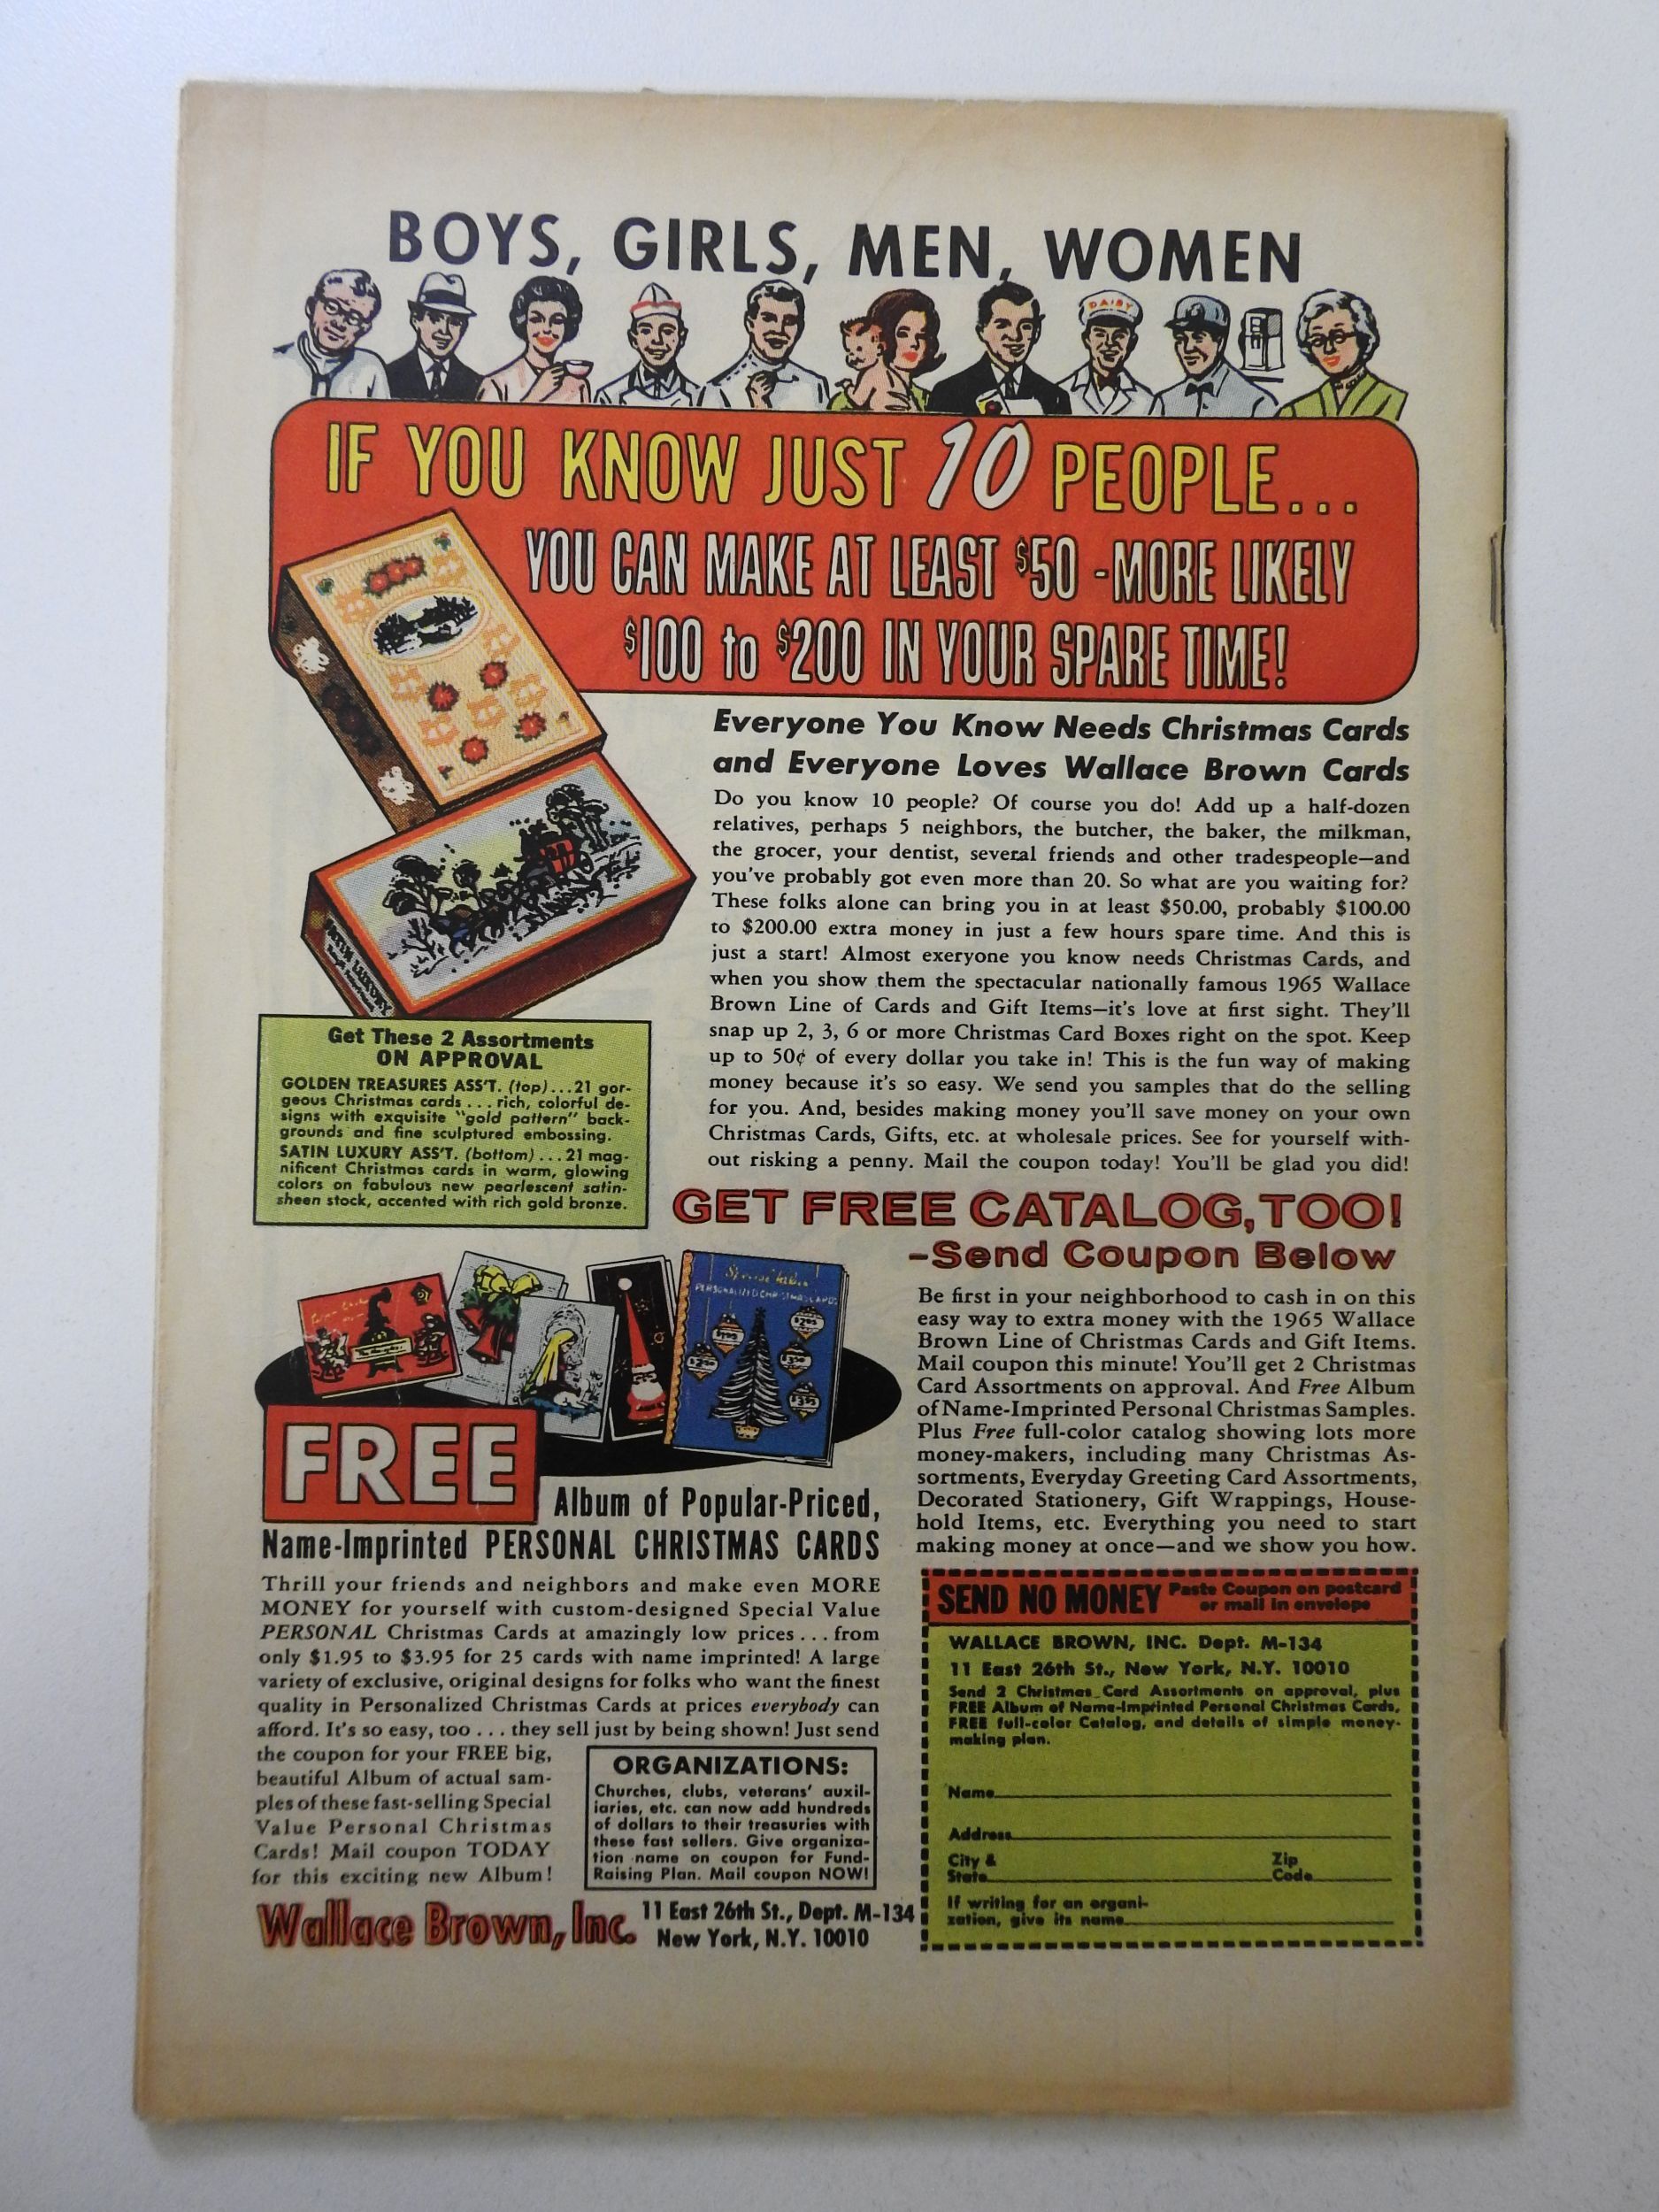 BOYS, GIRLS, MEN, WOMEN
DAIRY
IF YOU KNOW JUST 10 PEOPLE...
YOU CAN MAKE AT LEAST $50 - MORE LIKELY
$100 to $200 IN YOUR SPARE TIME!
Everyone You Know Needs Christmas Cards
and Everyone Loves Wallace Brown Cards
Do you know 10 people? Of course you do! Add up a half-dozen
relatives, perhaps 5 neighbors, the butcher, the baker, the milkman,
the grocer, your dentist, several friends and other tradespeople—and
you've probably got even more than 20. So what are you waiting for?
These folks alone can bring you in at least $50.00, probably $100.00
to $200.00 extra money in just a few hours spare time. And this is
just a start! Almost exeryone you know needs Christmas Cards, and
when you show them the spectacular nationally famous 1965 Wallace
Brown Line of Cards and Gift Items—it's love at first sight. They'll
snap up 2, 3, 6 or more Christmas Card Boxes right on the spot. Keep
up to 50¢ of every dollar you take in! This is the fun way of making
money because it's so easy. We send you samples that do the selling
for you. And, besides making money you'll save money on your own
Christmas Cards, Gifts, etc. at wholesale prices. See for yourself with-
out risking a penny. Mail the coupon today! You'll be glad you did!
SATIN LUXURY
Get These 2 Assortments
ON APPROVAL
GOLDEN TREASURES ASS'T. (top)...21 gor-
geous Christmas cards ... rich, colorful de-
signs with exquisite "gold pattern" back-
grounds and fine sculptured embossing.
SATIN LUXURY ASS'T. (bottom) ...21 mag-
nificent Christmas cards in warm, glowing
colors on fabulous new pearlescent satin-
sheen stock, accented with rich gold bronze.
GET FREE CATALOG, TOO!
-Send Coupon Below
Be first in your neighborhood to cash in on this
easy way to extra money with the 1965 Wallace
Brown Line of Christmas Cards and Gift Items.
Mail coupon this minute! You'll get 2 Christmas
Card Assortments on approval. And Free Album
of Name-Imprinted Personal Christmas Samples.
Plus Free full-color catalog showing lots more
money-makers, including many Christmas As-
sortments, Everyday Greeting Card Assortments,
Decorated Stationery, Gift Wrappings, House-
hold Items, etc. Everything you need to start
making money at once—and we show you how.
PERSONALIZED CHRISTMAS CARDS
FREE
Album of Popular-Priced,
Name-Imprinted PERSONAL CHRISTMAS CARDS
Thrill your friends and neighbors and make even MORE
MONEY for yourself with custom-designed Special Value
PERSONAL Christmas Cards at amazingly low prices ... from
only $1.95 to $3.95 for 25 cards with name imprinted! A large
variety of exclusive, original designs for folks who want the finest
quality in Personalized Christmas Cards at prices everybody can
afford. It's so easy, too ... they sell just by being shown! Just send
the coupon for your FREE big,
beautiful Album of actual sam-
ples of these fast-selling Special
Value Personal Christmas
Cards! Mail coupon TODAY
for this exciting new Album!
ORGANIZATIONS:
Churches, clubs, veterans' auxil-
iaries, etc. can now add hundreds
of dollars to their treasuries with
these fast sellers. Give organiza-
tion name on coupon for Fund-
Raising Plan. Mail coupon NOW!
Wallace Brown, Inc.
11 East 26th St., Dept. M-134
New York, N.Y. 10010
SEND NO MONEY Paste Coupon on postcard
or mail in envelope
WALLACE BROWN, INC. Dept. M-134
11 East 26th St., New York, N.Y. 10010
Send 2 Christmas Card Assortments on approval, plus
FREE Album of Name-Imprinted Personal Christmas Cards,
FREE full-color Catalog, and details of simple money-
making plan.
Name
Address
City & Zip
State Code
If writing for an organi-
zation, give its name